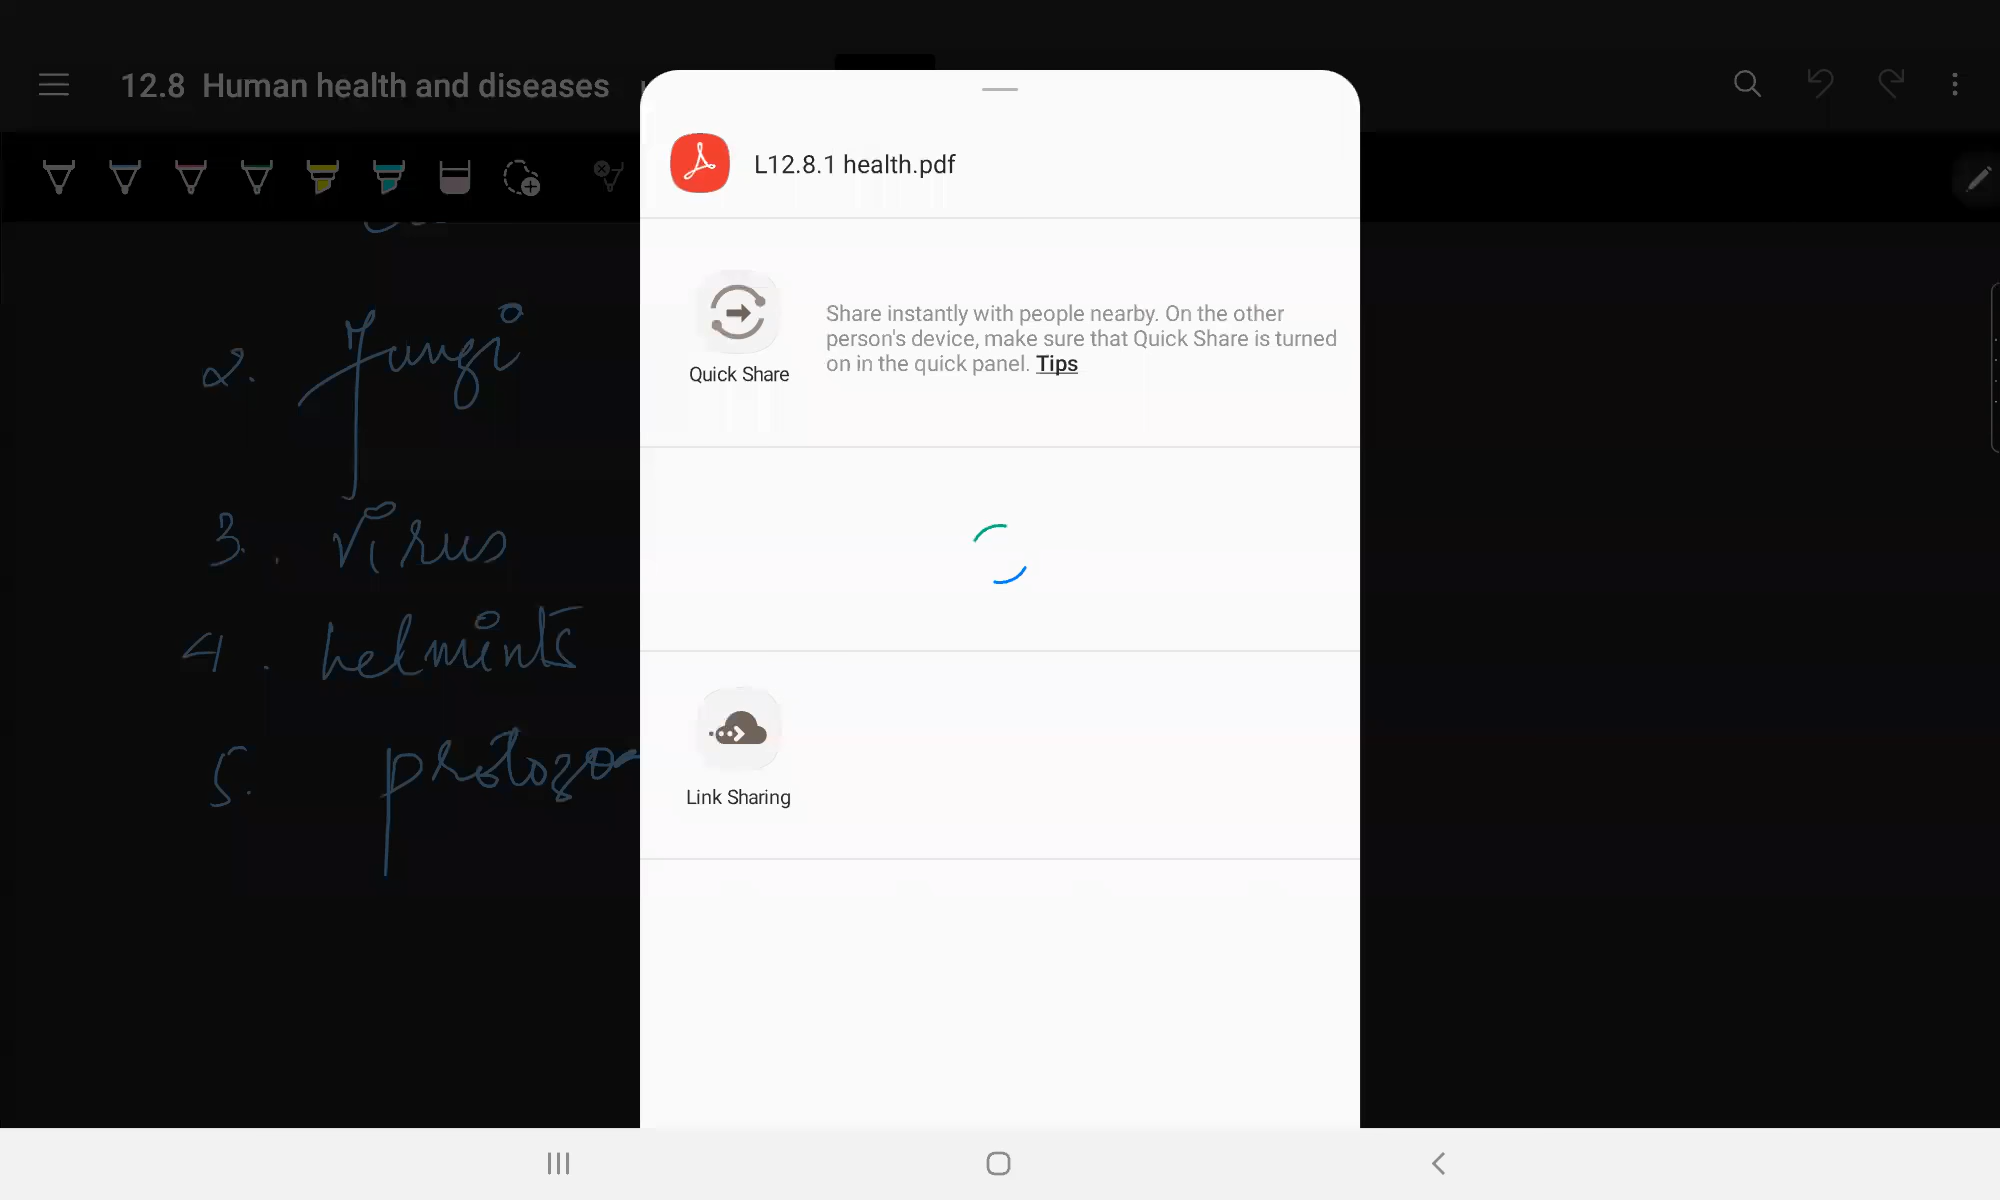 12.8 Human health and diseases
L12.8.1 health.pdf
Share instantly with people nearby. On the other
person's device, make sure that Quick Share is turned
on in the quick panel. Tips
Quick Share
2. fungi
3. virus
4. helmints
5. protozoa
Link Sharing